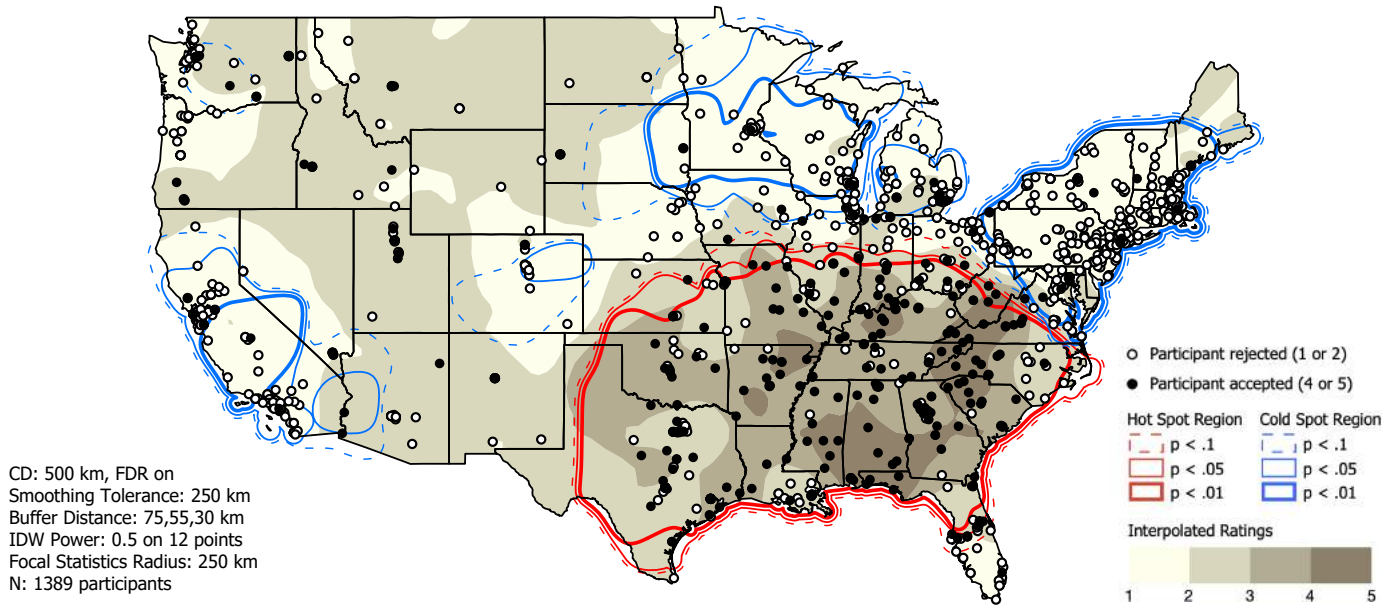 CD: 500 km, FDR on
Smoothing Tolerance: 250 km
Buffer Distance: 75,55,30 km
IDW Power: 0.5 on 12 points
Focal Statistics Radius: 250 km
N: 1389 participants
Participant rejected (1 or 2)
Participant accepted (4 or 5)
Hot Spot Region Cold Spot Region
p < .1 p < .1
p < .05 p < .05
p < .01 p < .01
Interpolated Ratings
1 2 3 4 5